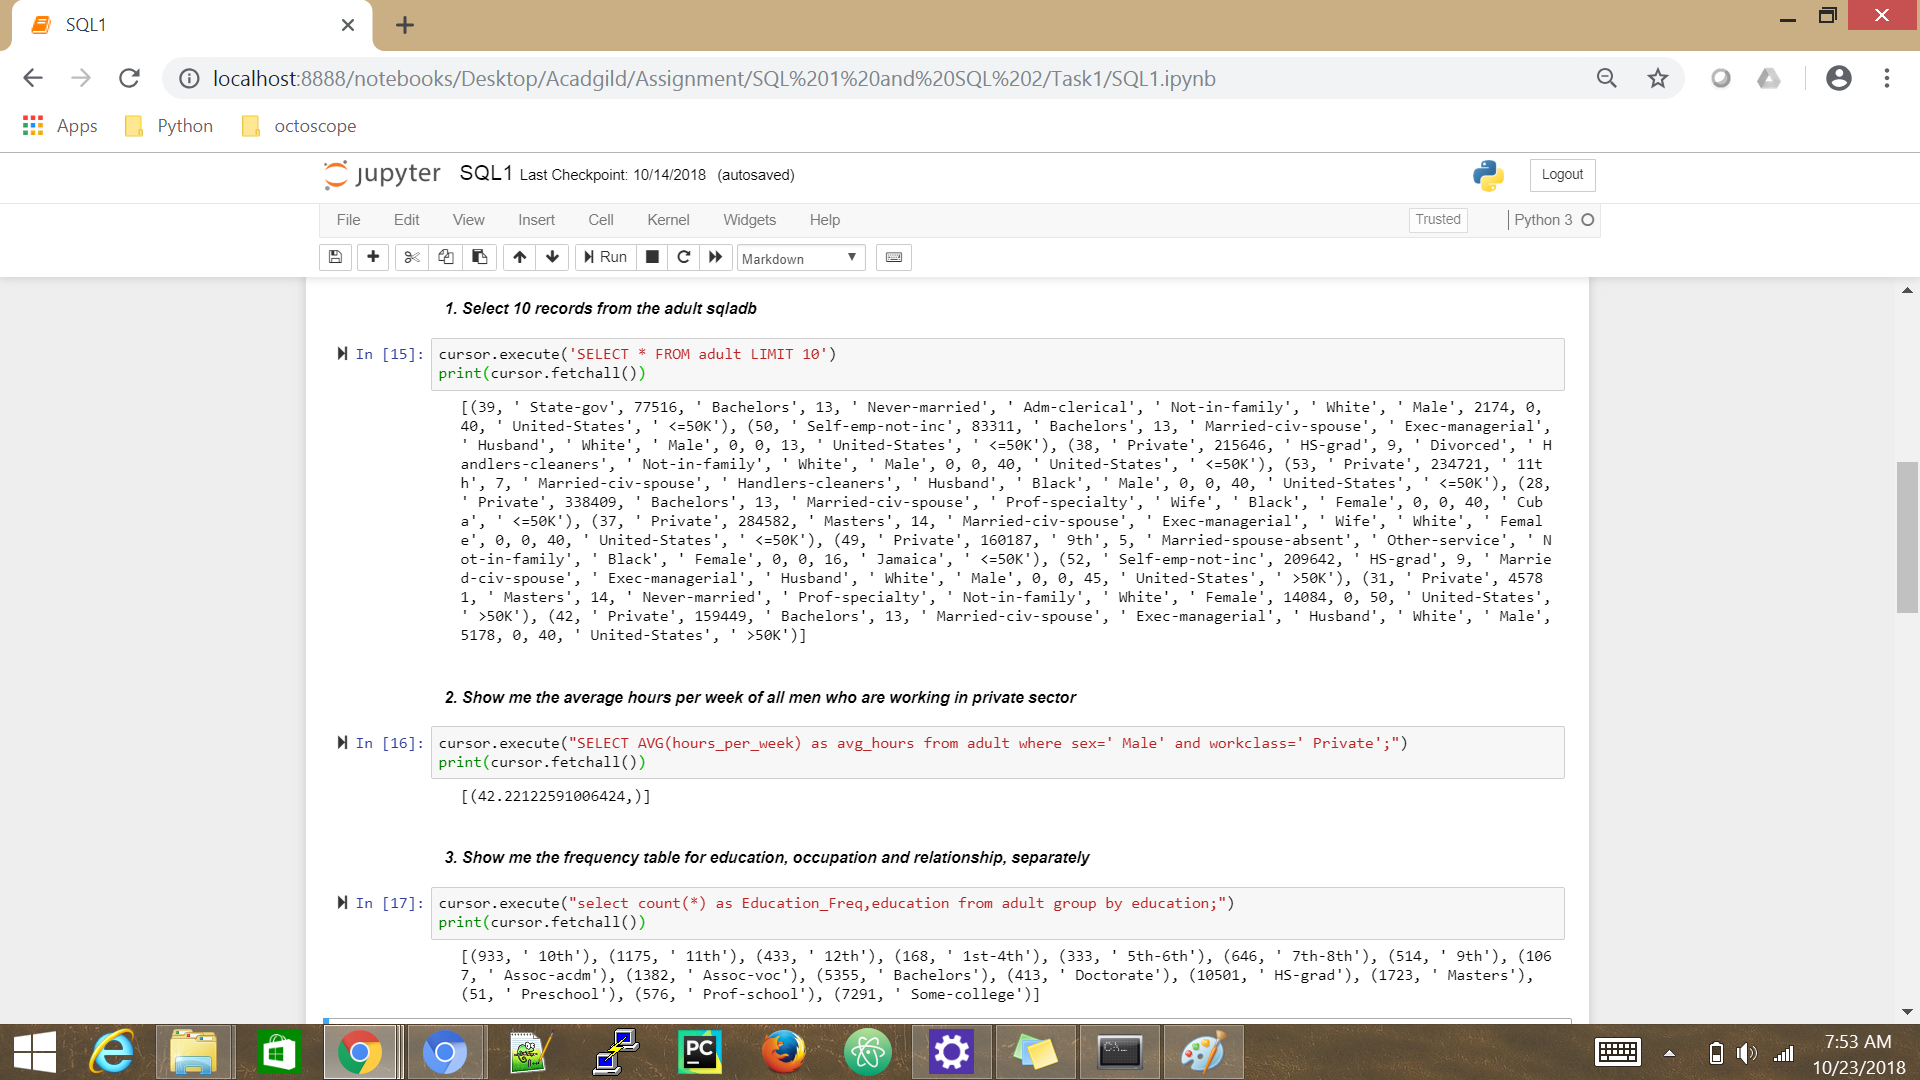 SQL1
localhost:8888/notebooks/Desktop/Acadgild/Assignment/SQL%201%20and%20SQL%202/Task1/SQL1.ipynb
Apps Python octoscope
jupyter SQL1 Last Checkpoint: 10/14/2018 (autosaved) Logout
File Edit View Insert Cell Kernel Widgets Help Trusted Python 3
Run Markdown
1. Select 10 records from the adult sqladb
In [15]: cursor.execute('SELECT * FROM adult LIMIT 10')
print(cursor.fetchall())
[(39, ' State-gov', 77516, ' Bachelors', 13, ' Never-married', ' Adm-clerical', ' Not-in-family', ' White', ' Male', 2174, 0,
40, ' United-States', ' <=50K'), (50, ' Self-emp-not-inc', 83311, ' Bachelors', 13, ' Married-civ-spouse', ' Exec-managerial',
' Husband', ' White', ' Male', 0, 0, 13, ' United-States', ' <=50K'), (38, ' Private', 215646, ' HS-grad', 9, ' Divorced', ' H
andlers-cleaners', ' Not-in-family', ' White', ' Male', 0, 0, 40, ' United-States', ' <=50K'), (53, ' Private', 234721, ' 11t
h', 7, ' Married-civ-spouse', ' Handlers-cleaners', ' Husband', ' Black', ' Male', 0, 0, 40, ' United-States', ' <=50K'), (28,
' Private', 338409, ' Bachelors', 13, ' Married-civ-spouse', ' Prof-specialty', ' Wife', ' Black', ' Female', 0, 0, 40, ' Cub
a', ' <=50K'), (37, ' Private', 284582, ' Masters', 14, ' Married-civ-spouse', ' Exec-managerial', ' Wife', ' White', ' Femal
e', 0, 0, 40, ' United-States', ' <=50K'), (49, ' Private', 160187, ' 9th', 5, ' Married-spouse-absent', ' Other-service', ' N
ot-in-family', ' Black', ' Female', 0, 0, 16, ' Jamaica', ' <=50K'), (52, ' Self-emp-not-inc', 209642, ' HS-grad', 9, ' Marrie
d-civ-spouse', ' Exec-managerial', ' Husband', ' White', ' Male', 0, 0, 45, ' United-States', ' >50K'), (31, ' Private', 4578
1, ' Masters', 14, ' Never-married', ' Prof-specialty', ' Not-in-family', ' White', ' Female', 14084, 0, 50, ' United-States',
' >50K'), (42, ' Private', 159449, ' Bachelors', 13, ' Married-civ-spouse', ' Exec-managerial', ' Husband', ' White', ' Male',
5178, 0, 40, ' United-States', ' >50K')]
2. Show me the average hours per week of all men who are working in private sector
In [16]: cursor.execute("SELECT AVG(hours_per_week) as avg_hours from adult where sex=' Male' and workclass=' Private';")
print(cursor.fetchall())
[(42.22122591006424,)]
3. Show me the frequency table for education, occupation and relationship, separately
In [17]: cursor.execute("select count(*) as Education_Freq,education from adult group by education;")
print(cursor.fetchall())
[(933, ' 10th'), (1175, ' 11th'), (433, ' 12th'), (168, ' 1st-4th'), (333, ' 5th-6th'), (646, ' 7th-8th'), (514, ' 9th'), (106
7, ' Assoc-acdm'), (1382, ' Assoc-voc'), (5355, ' Bachelors'), (413, ' Doctorate'), (10501, ' HS-grad'), (1723, ' Masters'),
(51, ' Preschool'), (576, ' Prof-school'), (7291, ' Some-college')]
PC
7:53 AM
10/23/2018